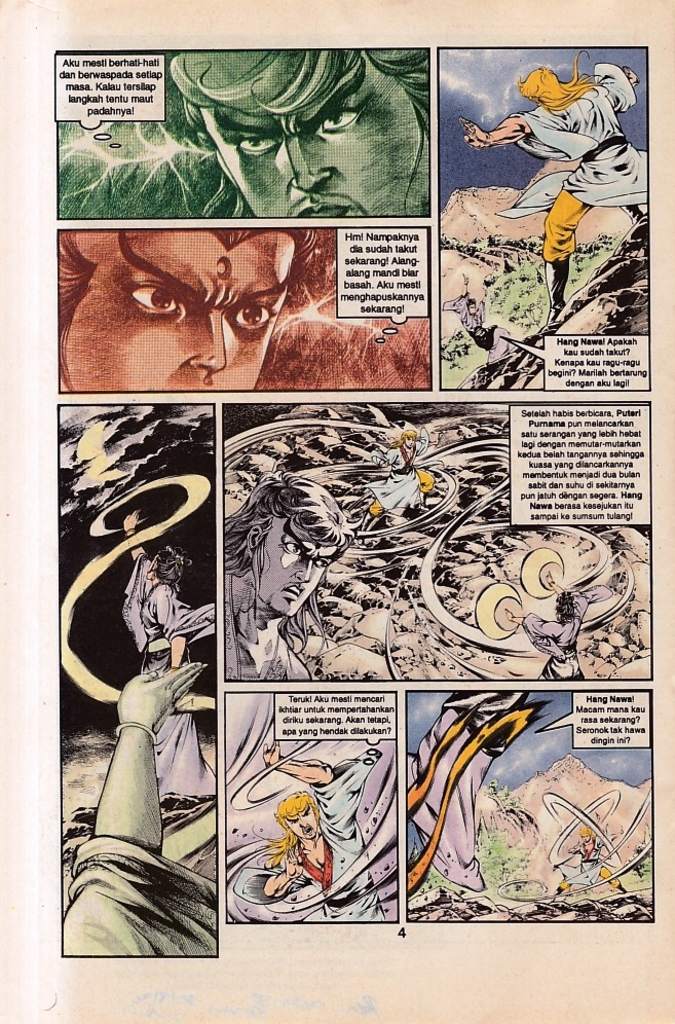 Aku mesti berhati-hati
dan berwaspada setiap
masa. Kalau tersilap
langkah tentu maut
padahnya!
Hm! Nampaknya
dia sudah takut
sekarang! Alang-
alang mandi biar
basah. Aku mesti
menghapuskannya
sekarang!
Hang Nawa! Apakah
kau sudah takut?
Kenapa kau ragu-ragu
begini? Marilah bertarung
dengan aku lagi!
Setelah habis berbicara, Puteri
Purnama pun melancarkan
satu serangan yang lebih hebat
lagi dengan memutar-mutarkan
kedua belah tangannya sehingga
kuasa yang dilancarkannya
membentuk menjadi dua bulan
sabit dan suhu di sekitarnya
pun jatuh dengan segera. Hang
Nawa berasa kesejukan itu
sampai ke sumsum tulang!
Teruk! Aku mesti mencari
ikhtiar untuk mempertahankan
diriku sekarang. Akan tetapi,
apa yang hendak dilakukan?
Hang Nawa!
Macam mana kau
rasa sekarang?
Seronok tak hawa
dingin ini?
4